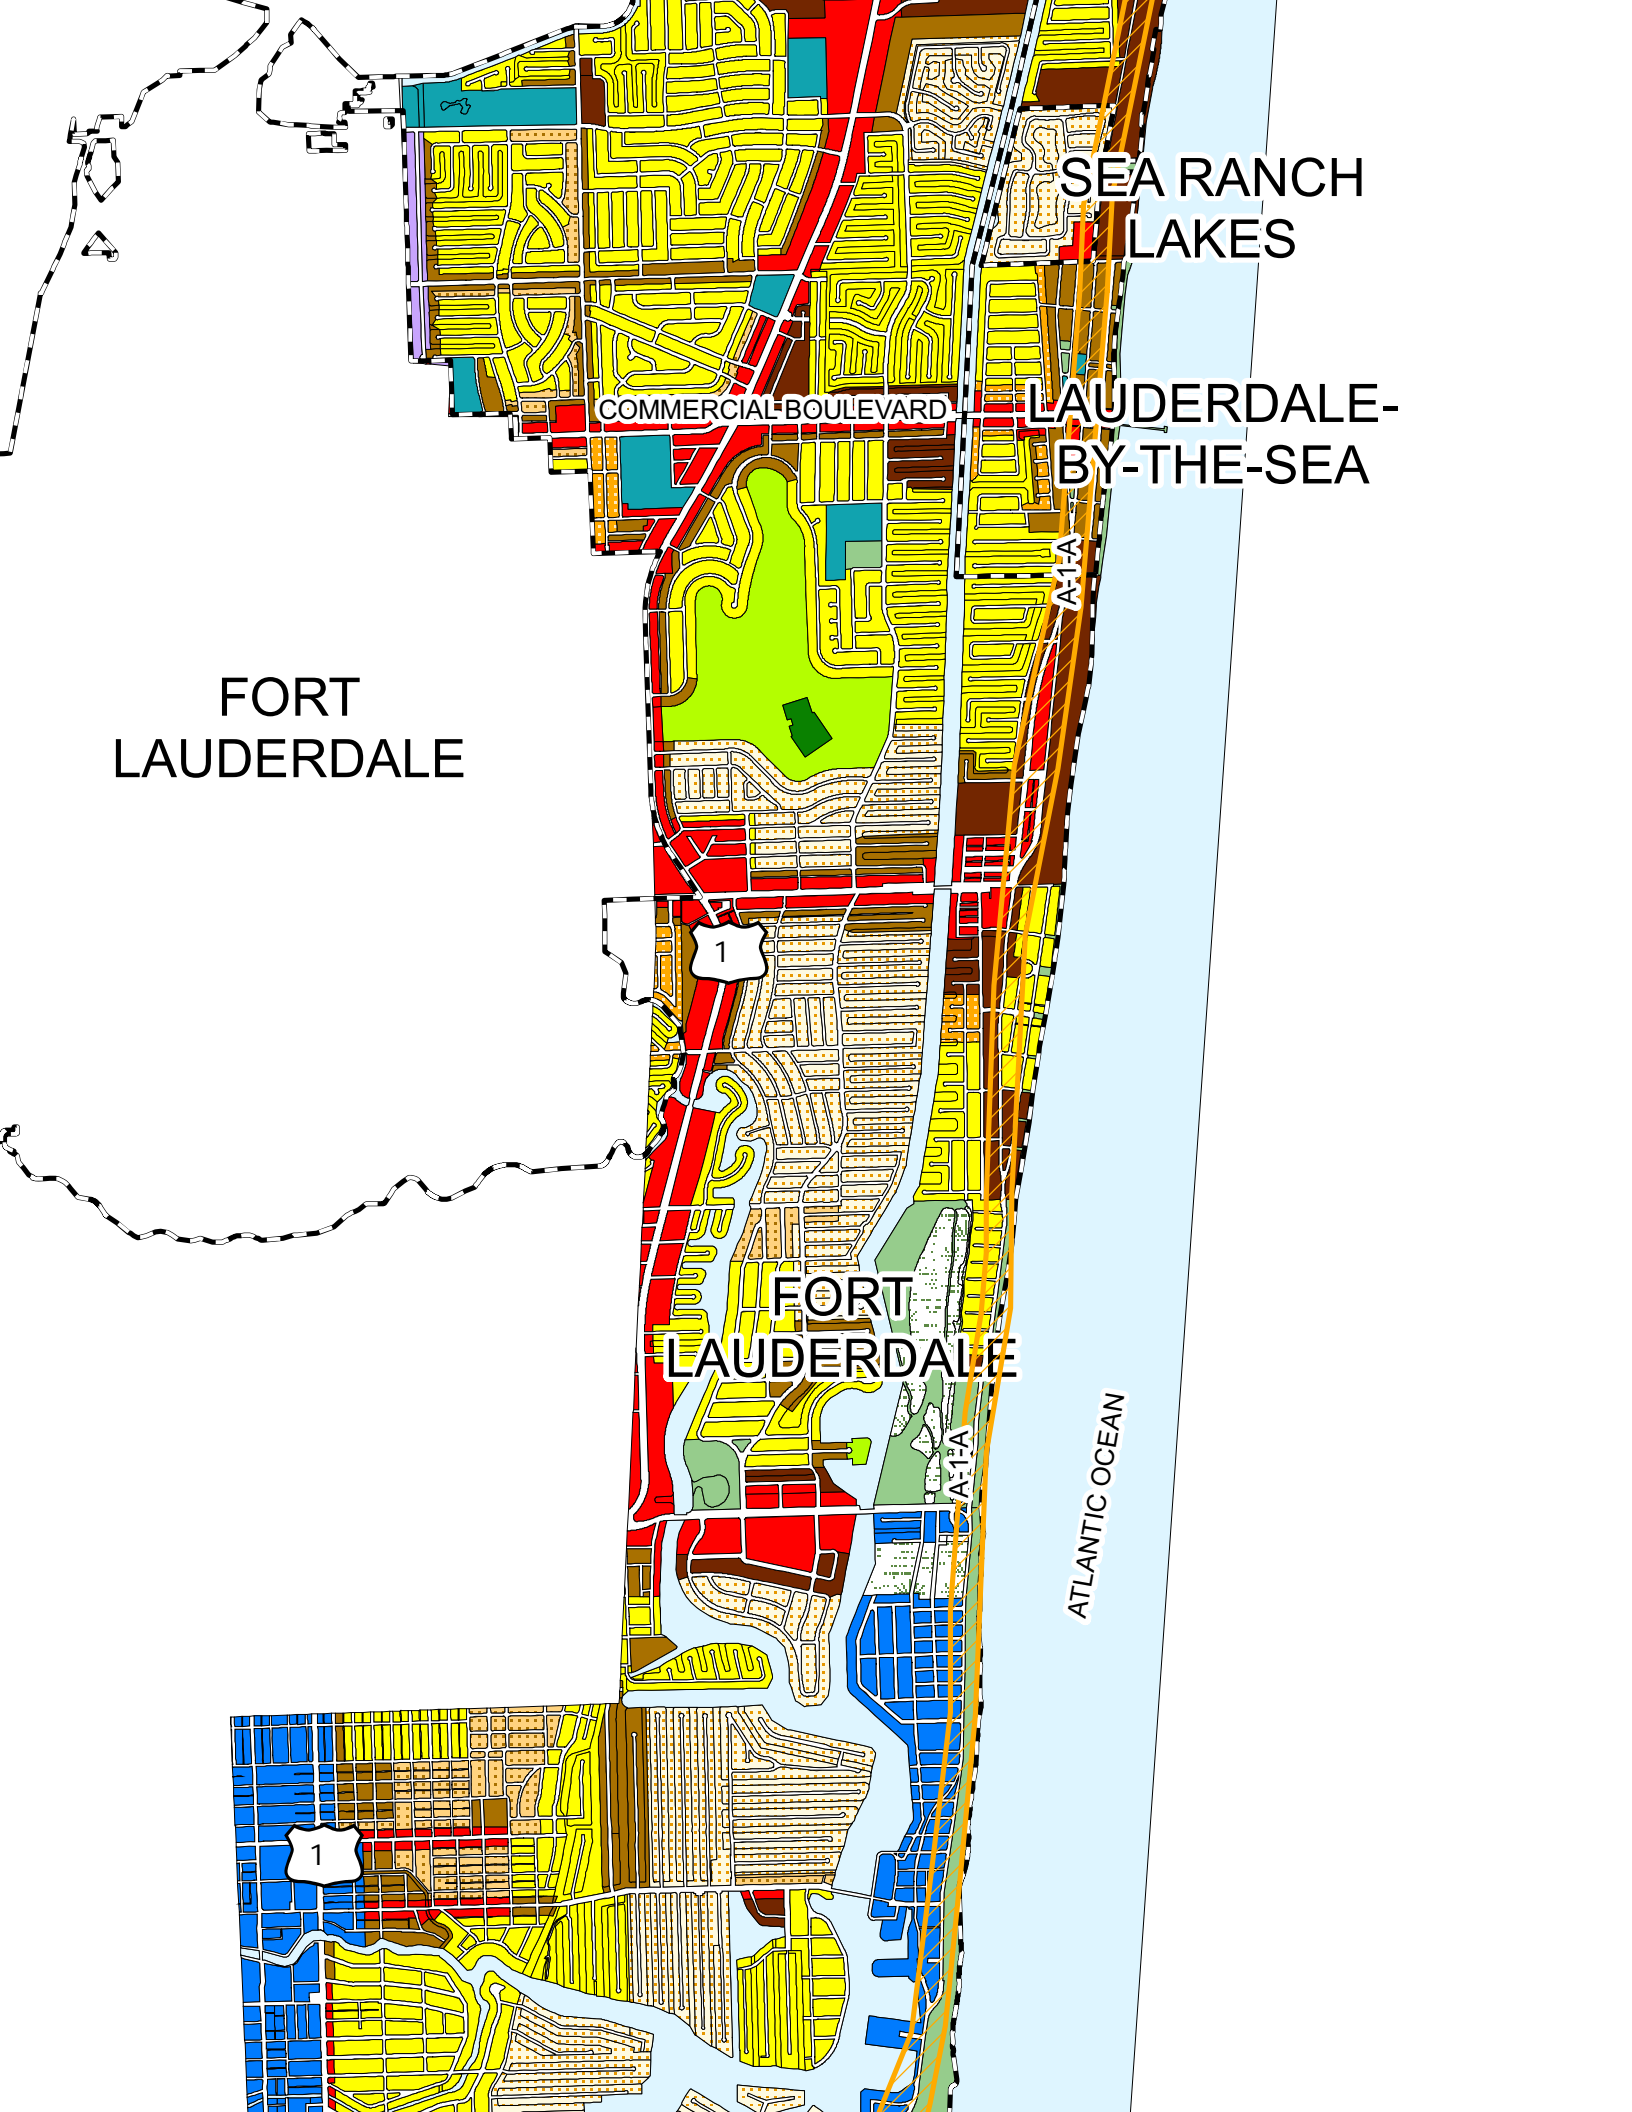 SEA RANCH
LAKES
COMMERCIAL BOULEVARD
LAUDERDALE-
BY-THE-SEA
A-1-A
FORT
LAUDERDALE
1
FORT
LAUDERDALE
A-1-A
ATLANTIC OCEAN
1